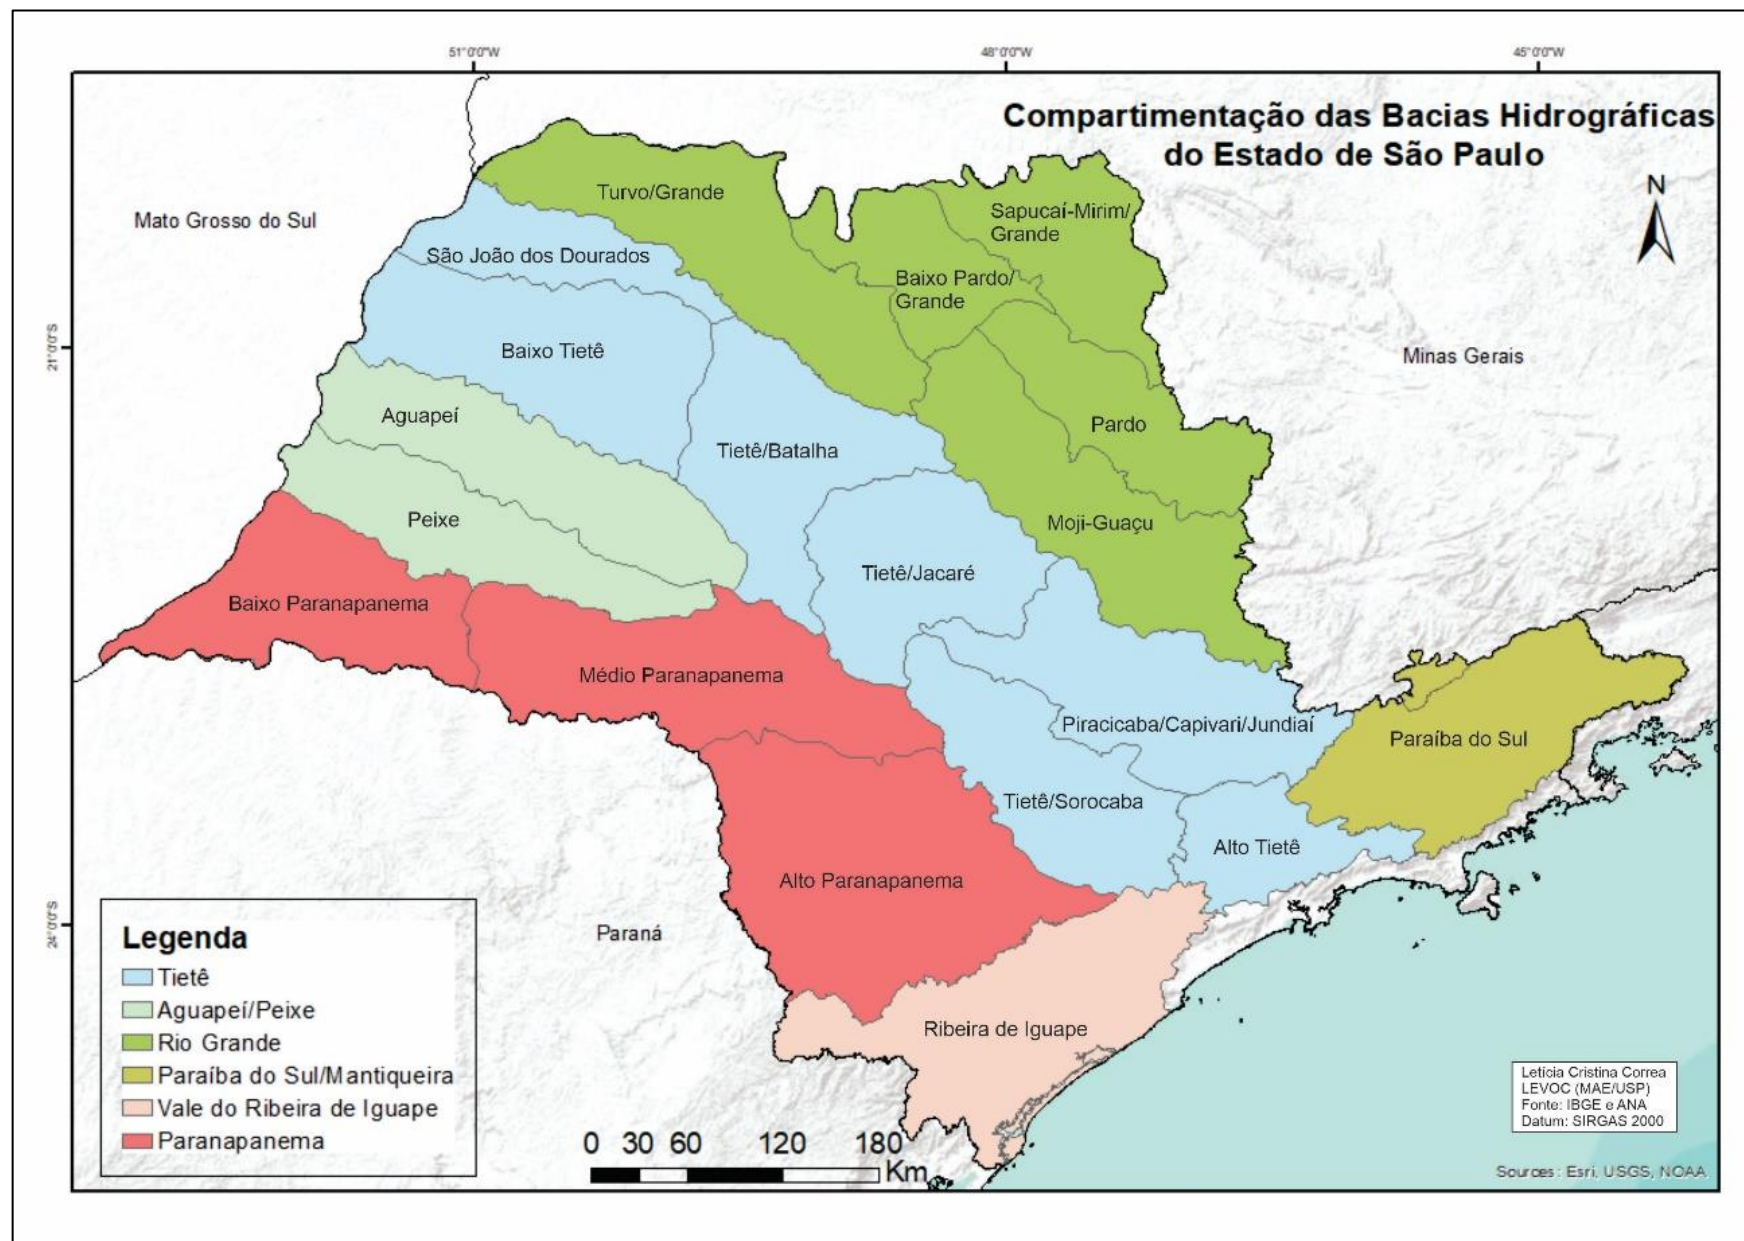 51°0'0"W
48°0'0"W
45°0'0"W
Compartimentação das Bacias Hidrográficas
do Estado de São Paulo
N
Mato Grosso do Sul
Turvo/Grande
Sapucaí-Mirim/
Grande
São João dos Dourados
Baixo Pardo/
Grande
21°0'0"S
Baixo Tietê
Minas Gerais
Aguapeí
Pardo
Tietê/Batalha
Peixe
Moji-Guaçu
Tietê/Jacaré
Baixo Paranapanema
Médio Paranapanema
Piracicaba/Capivari/Jundiaí
Paraíba do Sul
Tietê/Sorocaba
Alto Tietê
Alto Paranapanema
24°0'0"S
Paraná
Ribeira de Iguape
Legenda
Tietê
Aguapeí/Peixe
Rio Grande
Paraíba do Sul/Mantiqueira
Vale do Ribeira de Iguape
Paranapanema
0 30 60 120 180
Km
Letícia Cristina Correa
LEVOC (MAE/USP)
Fonte: IBGE e ANA
Datum: SIRGAS 2000
Sources: Esri, USGS, NOAA